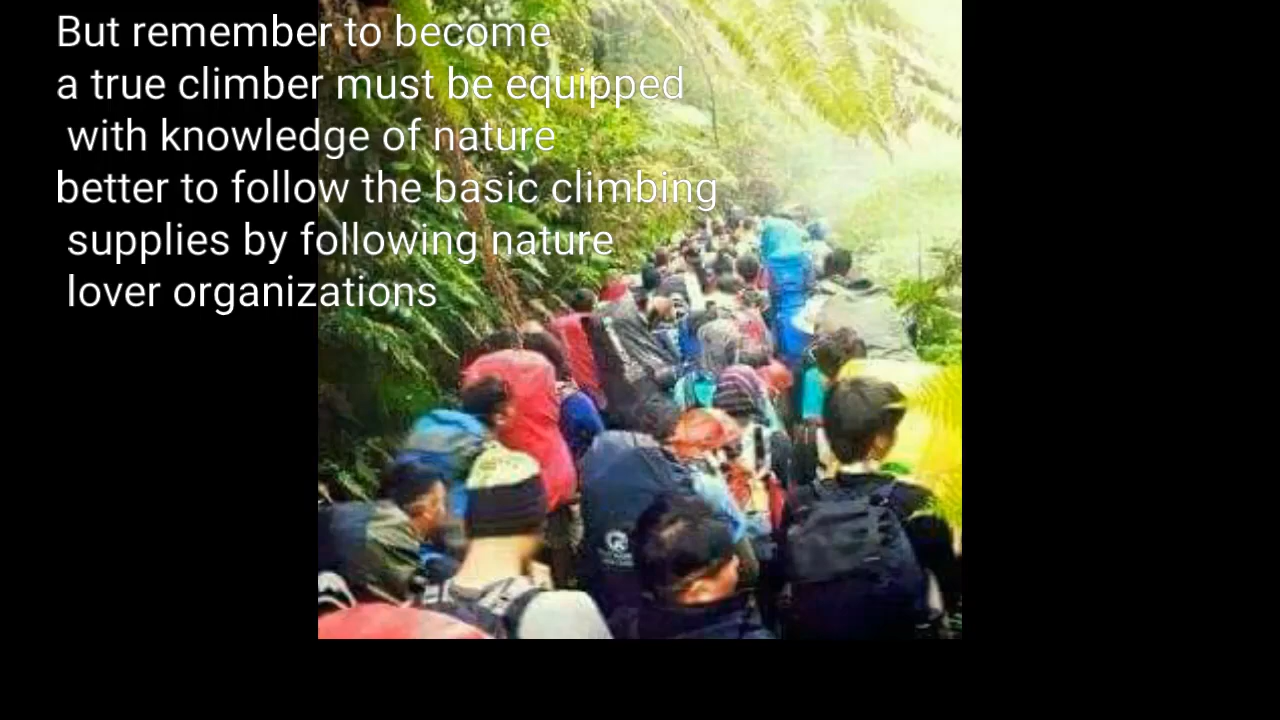 But remember to become
a true climber must be equipped
with knowledge of nature
better to follow the basic climbing
supplies by following nature
lover organizations